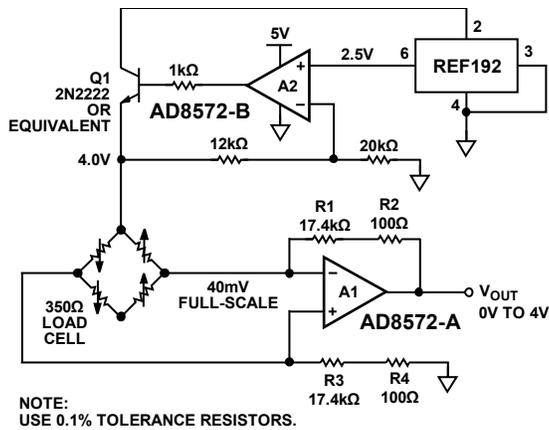 2
5V
1kΩ
2.5V
6
REF192
3
Q1
2N2222
OR
EQUIVALENT
+
A2
−
AD8572-B
4
12kΩ
20kΩ
4.0V
R1
17.4kΩ
R2
100Ω
40mV
FULL-SCALE
350Ω
LOAD
CELL
−
A1
+
AD8572-A
VOUT
0V TO 4V
R3
17.4kΩ
R4
100Ω
NOTE:
USE 0.1% TOLERANCE RESISTORS.